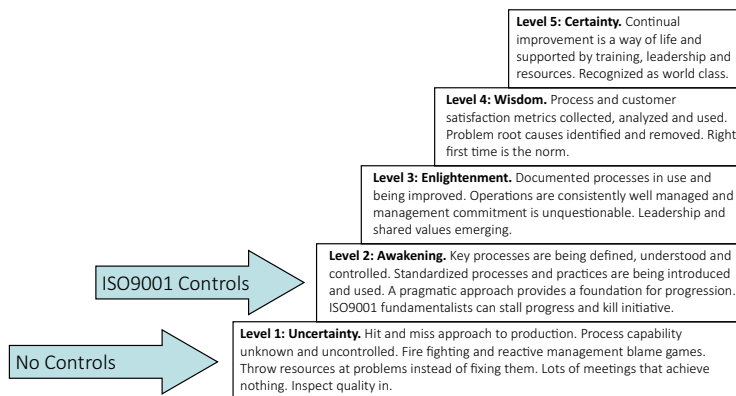 Level 5: Certainty. Continual
improvement is a way of life and
supported by training, leadership and
resources. Recognized as world class.
Level 4: Wisdom. Process and customer
satisfaction metrics collected, analyzed and used.
Problem root causes identified and removed. Right
first time is the norm.
Level 3: Enlightenment. Documented processes in use and
being improved. Operations are consistently well managed and
management commitment is unquestionable. Leadership and
shared values emerging.
ISO9001 Controls
Level 2: Awakening. Key processes are being defined, understood and
controlled. Standardized processes and practices are being introduced
and used. A pragmatic approach provides a foundation for progression.
ISO9001 fundamentalists can stall progress and kill initiative.
No Controls
Level 1: Uncertainty. Hit and miss approach to production. Process capability
unknown and uncontrolled. Fire fighting and reactive management blame games.
Throw resources at problems instead of fixing them. Lots of meetings that achieve
nothing. Inspect quality in.